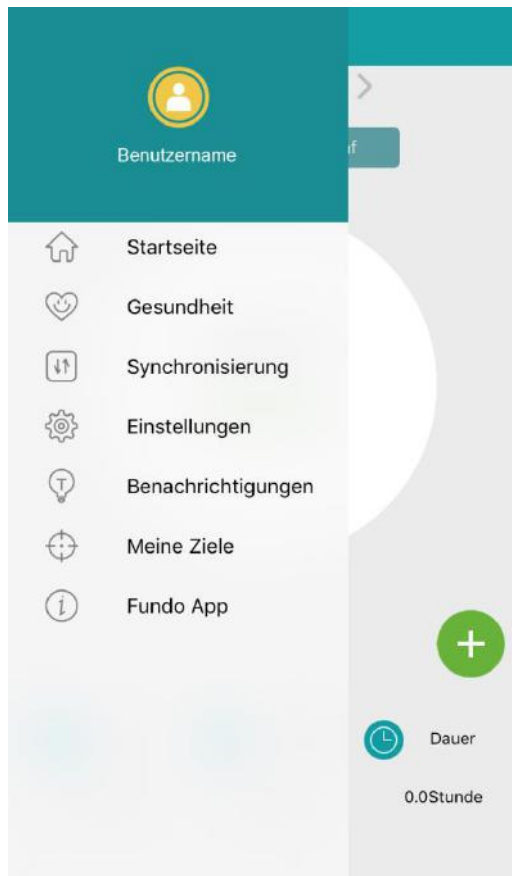 Benutzername
Startseite
Gesundheit
Synchronisierung
Einstellungen
Benachrichtigungen
Meine Ziele
Fundo App
Dauer
0.0Stunde